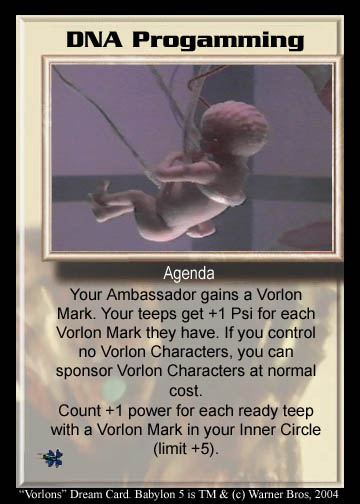 DNA Progamming
Agenda
Your Ambassador gains a Vorlon
Mark. Your teeps get +1 Psi for each
Vorlon Mark they have. If you control
no Vorlon Characters, you can
sponsor Vorlon Characters at normal
cost.
Count +1 power for each ready teep
with a Vorlon Mark in your Inner Circle
(limit +5).
“Vorlons” Dream Card. Babylon 5 is TM & (c) Warner Bros, 2004